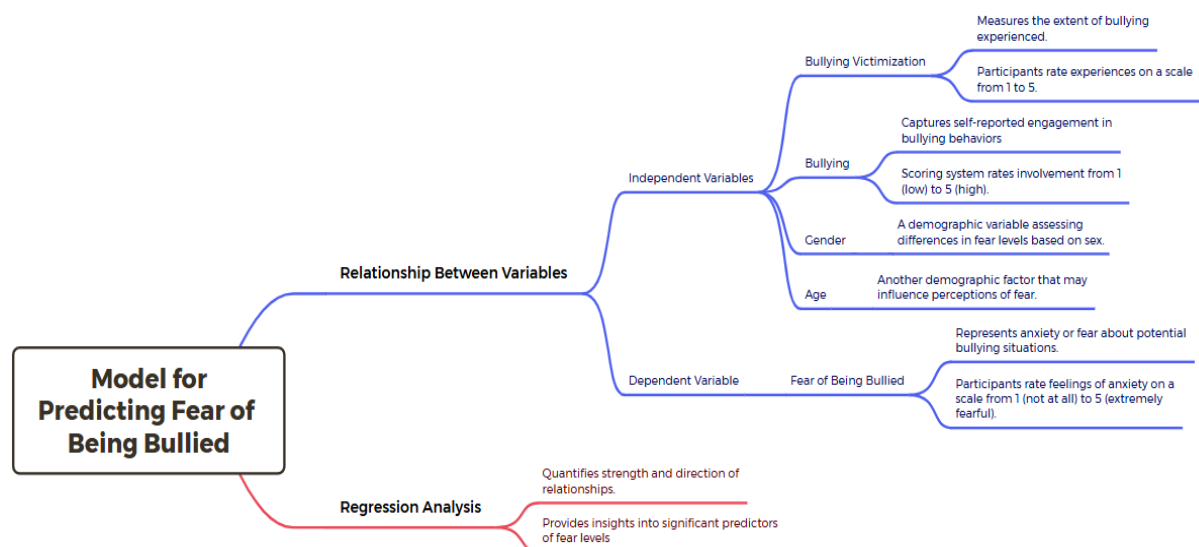 Model for
Predicting Fear of
Being Bullied
Relationship Between Variables
Independent Variables
Bullying Victimization
Measures the extent of bullying
experienced.
Participants rate experiences on a scale
from 1 to 5.
Bullying
Captures self-reported engagement in
bullying behaviors
Scoring system rates involvement from 1
(low) to 5 (high).
Gender
A demographic variable assessing
differences in fear levels based on sex.
Age
Another demographic factor that may
influence perceptions of fear.
Dependent Variable
Fear of Being Bullied
Represents anxiety or fear about potential
bullying situations.
Participants rate feelings of anxiety on a
scale from 1 (not at all) to 5 (extremely
fearful).
Regression Analysis
Quantifies strength and direction of
relationships.
Provides insights into significant predictors
of fear levels